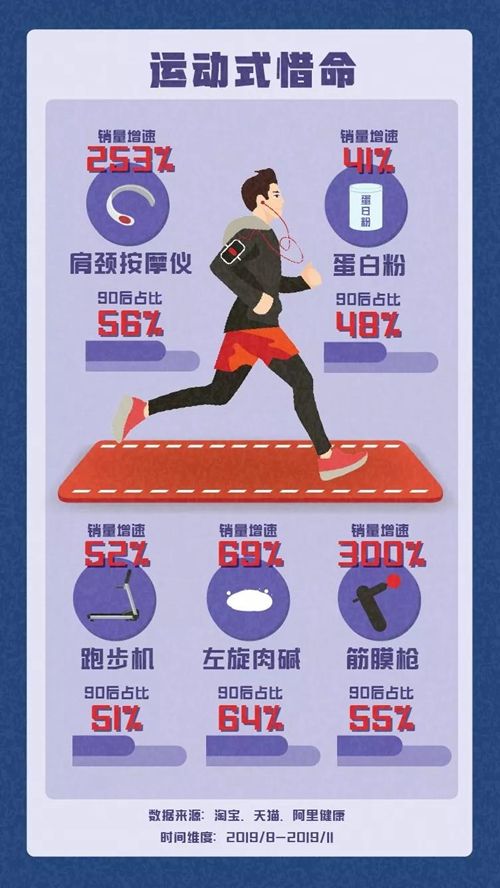 运动式惜命
销量增速
253%
肩颈按摩仪
90后占比
56%
销量增速
41%
蛋白粉
蛋白粉
90后占比
48%
销量增速
52%
跑步机
90后占比
51%
销量增速
69%
左旋肉碱
90后占比
64%
销量增速
300%
筋膜枪
90后占比
55%
数据来源：淘宝、天猫、阿里健康
时间维度：2019/8—2019/11